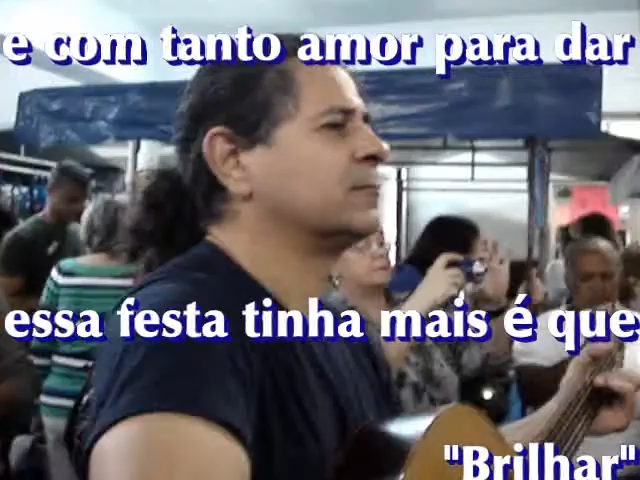 e com tanto amor para dar
essa festa tinha mais é que
"Brilhar"